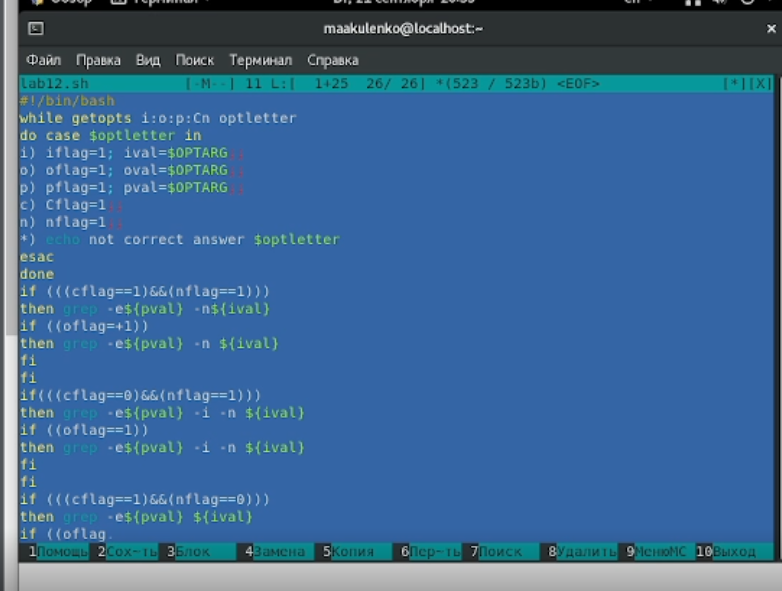 maakulenko@localhost:~
Файл Правка Вид Поиск Терминал Справка
lab12.sh [-M--] 11 L:[ 1+25 26/ 26] *(523 / 523b) <EOF> [*][X]
#!/bin/bash
while getopts i:o:p:Cn optletter
do case $optletter in
i) iflag=1; ival=$OPTARG;;
o) oflag=1; oval=$OPTARG;;
p) pflag=1; pval=$OPTARG;;
c) Cflag=1;;
n) nflag=1;;
*) echo not correct answer $optletter
esac
done
if (((cflag==1)&&(nflag==1)))
then grep -e${pval} -n${ival}
if ((oflag=+1))
then grep -e${pval} -n ${ival}
fi
fi
if(((cflag==0)&&(nflag==1)))
then grep -e${pval} -i -n ${ival}
if ((oflag==1))
then grep -e${pval} -i -n ${ival}
fi
fi
if (((cflag==1)&&(nflag==0)))
then grep -e${pval} ${ival}
if ((oflag.
1Помощь 2Сох~ть 3Блок 4Замена 5Копия 6Пер~ть 7Поиск 8Удалить 9МенюМС 10Выход